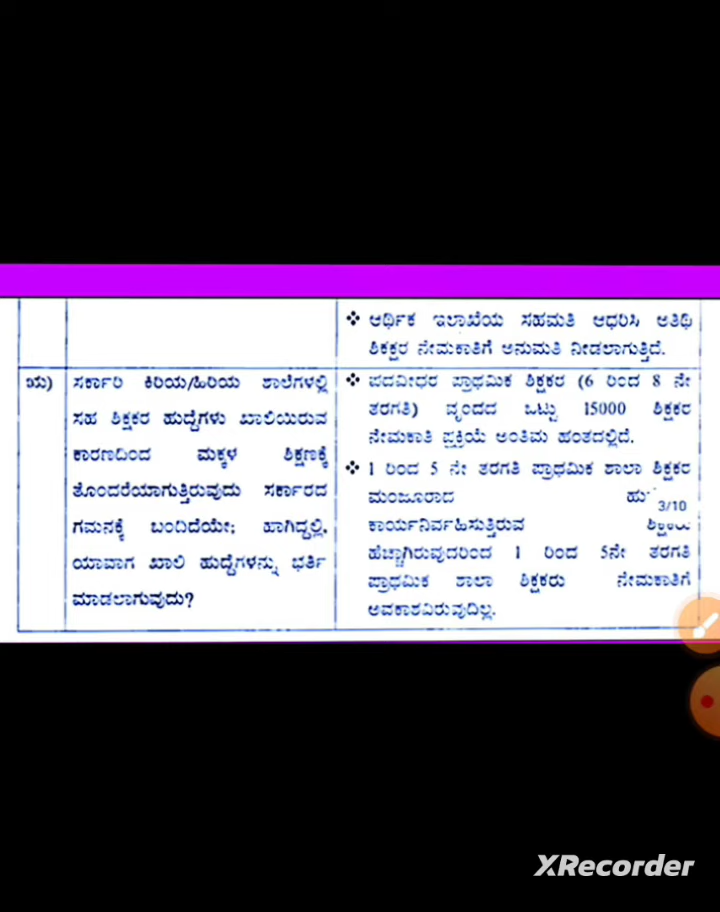 ❖ ಆರ್ಥಿಕ ಇಲಾಖೆಯ ಸಹಮತಿ ಆಧರಿಸಿ ಅತಿಥಿ
ಶಿಕ್ಷಕರ ನೇಮಕಾತಿಗೆ ಅನುಮತಿ ನೀಡಲಾಗುತ್ತಿದೆ.
ಋ)
ಸರ್ಕಾರಿ ಕಿರಿಯ/ಹಿರಿಯ ಶಾಲೆಗಳಲ್ಲಿ
ಸಹ ಶಿಕ್ಷಕರ ಹುದ್ದೆಗಳು ಖಾಲಿಯಿರುವ
ಕಾರಣದಿಂದ ಮಕ್ಕಳ ಶಿಕ್ಷಣಕ್ಕೆ
ತೊಂದರೆಯಾಗುತ್ತಿರುವುದು ಸರ್ಕಾರದ
ಗಮನಕ್ಕೆ ಬಂದಿದೆಯೇ; ಹಾಗಿದ್ದಲ್ಲಿ,
ಯಾವಾಗ ಖಾಲಿ ಹುದ್ದೆಗಳನ್ನು ಭರ್ತಿ
ಮಾಡಲಾಗುವುದು?
❖ ಪದವೀಧರ ಪ್ರಾಥಮಿಕ ಶಿಕ್ಷಕರ (6 ರಿಂದ 8 ನೇ
ತರಗತಿ) ವೃಂದದ ಒಟ್ಟು 15000 ಶಿಕ್ಷಕರ
ನೇಮಕಾತಿ ಪ್ರಕ್ರಿಯೆ ಅಂತಿಮ ಹಂತದಲ್ಲಿದೆ.
❖ 1 ರಿಂದ 5 ನೇ ತರಗತಿ ಪ್ರಾಥಮಿಕ ಶಾಲಾ ಶಿಕ್ಷಕರ
ಮಂಜೂರಾದ
3/10
ಕಾರ್ಯನಿರ್ವಹಿಸುತ್ತಿರುವ
ಹೆಚ್ಚಾಗಿರುವುದರಿಂದ 1 ರಿಂದ 5ನೇ ತರಗತಿ
ಪ್ರಾಥಮಿಕ ಶಾಲಾ ಶಿಕ್ಷಕರು ನೇಮಕಾತಿಗೆ
ಅವಕಾಶವಿರುವುದಿಲ್ಲ.
XRecorder